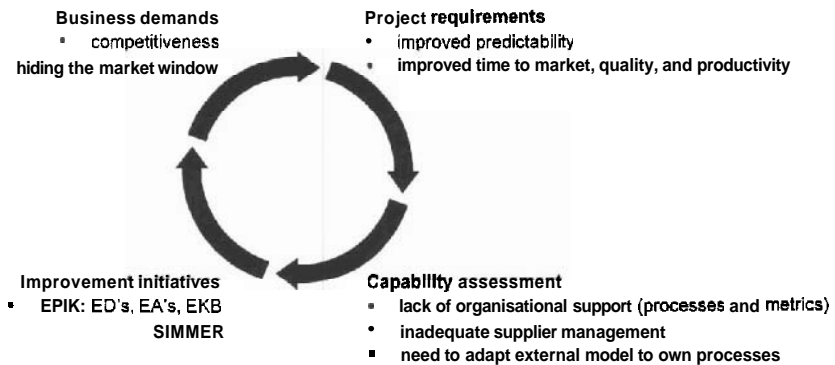 Business demands
▪ competitiveness
hiding the market window
Project requirements
• improved predictability
▪ improved time to market, quality, and productivity
Improvement initiatives
▪ EPIK: ED's, EA's, EKB
SIMMER
Capability assessment
▪ lack of organisational support (processes and metrics)
• inadequate supplier management
▪ need to adapt external model to own processes